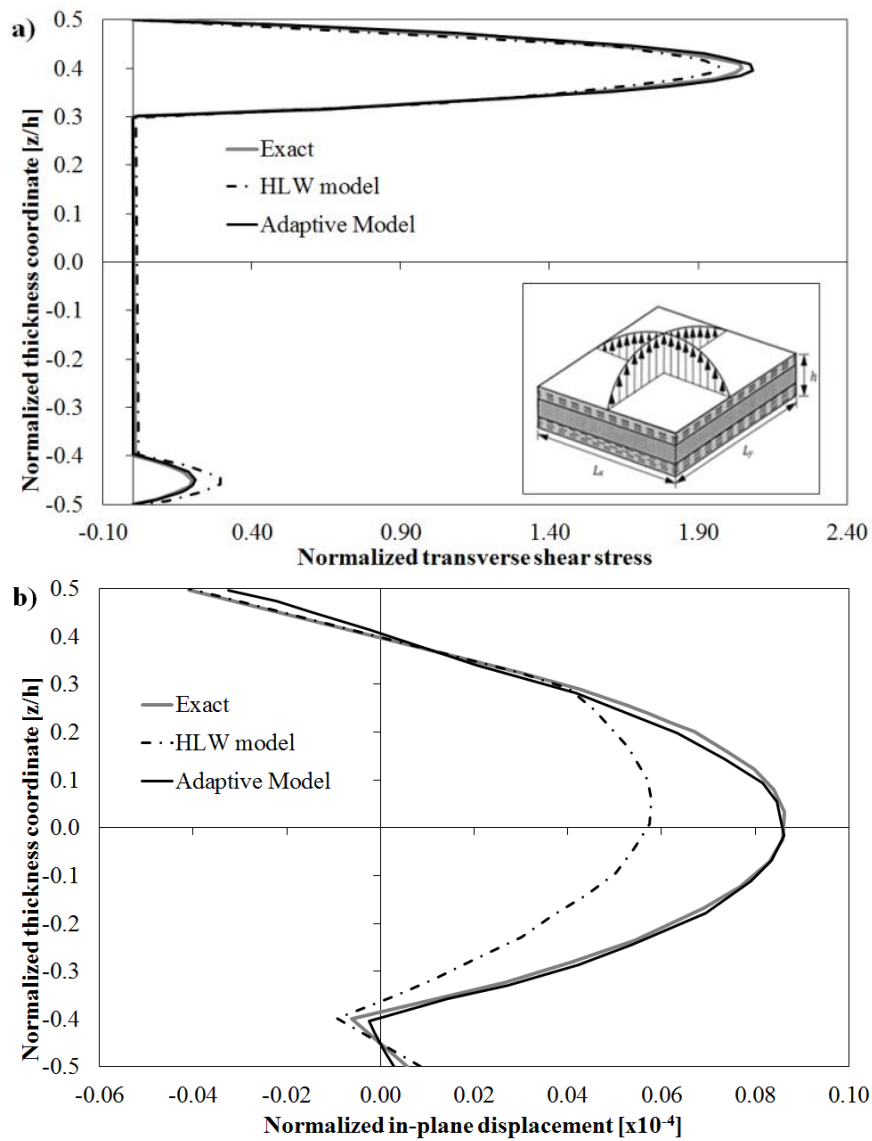 a)
Normalized thickness coordinate [z/h]
0.5
0.4
0.3
0.2
0.1
0.0
-0.1
-0.2
-0.3
-0.4
-0.5
Exact
HLW model
Adaptive Model
h
Lx
Ly
-0.10 0.40 0.90 1.40 1.90 2.40
Normalized transverse shear stress
b)
Normalized thickness coordinate [z/h]
0.5
0.4
0.3
0.2
0.1
0.0
-0.1
-0.2
-0.3
-0.4
-0.5
Exact
HLW model
Adaptive Model
-0.06 -0.04 -0.02 0.00 0.02 0.04 0.06 0.08 0.10
Normalized in-plane displacement [x10⁻⁴]